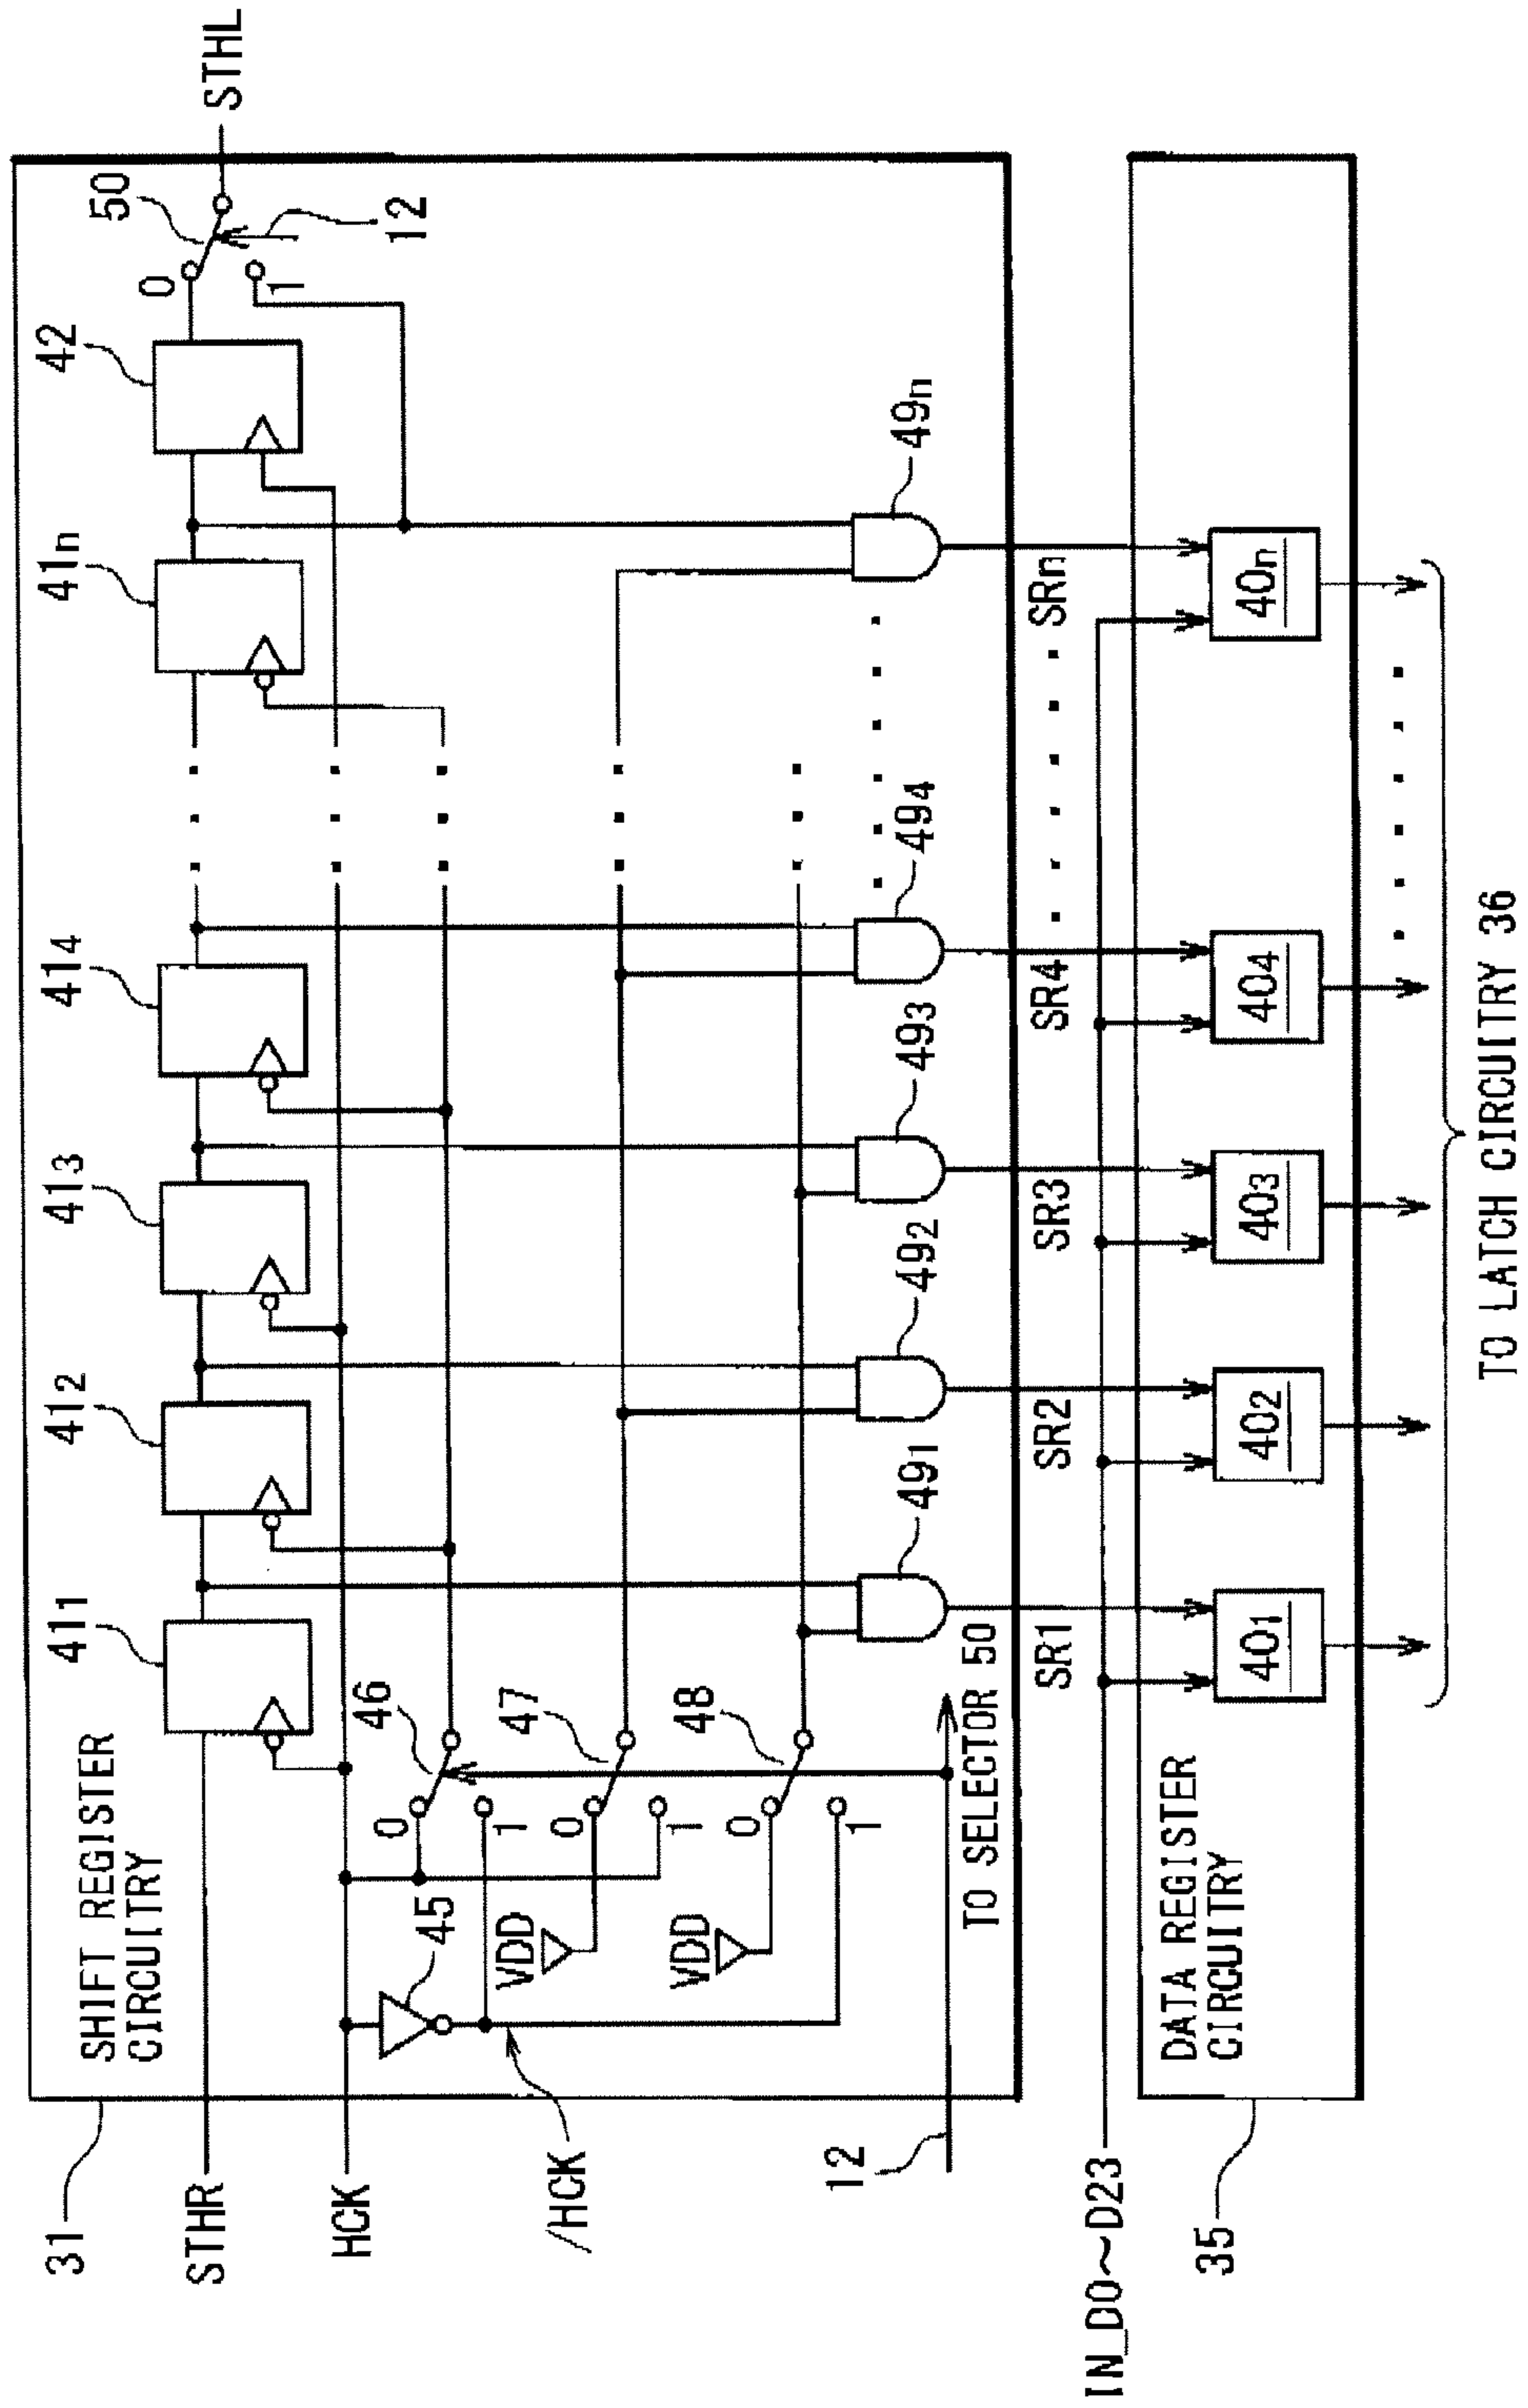 SHIFT REGISTER
CIRCUITRY
31
STHR
HCK
/HCK
12
IN_D0~D23
35
DATA REGISTER
CIRCUITRY
41₁
41₂
41₃
41₄
41n
42
50
0
1
12
STHL
45
46
0
1
47
0
1
VDD
48
0
1
VDD
TO SELECTOR 50
49₁
49₂
49₃
49₄
49n
SR1
SR2
SR3
SR4
SRn
40₁
40₂
40₃
40₄
40n
TO LATCH CIRCUITRY 36